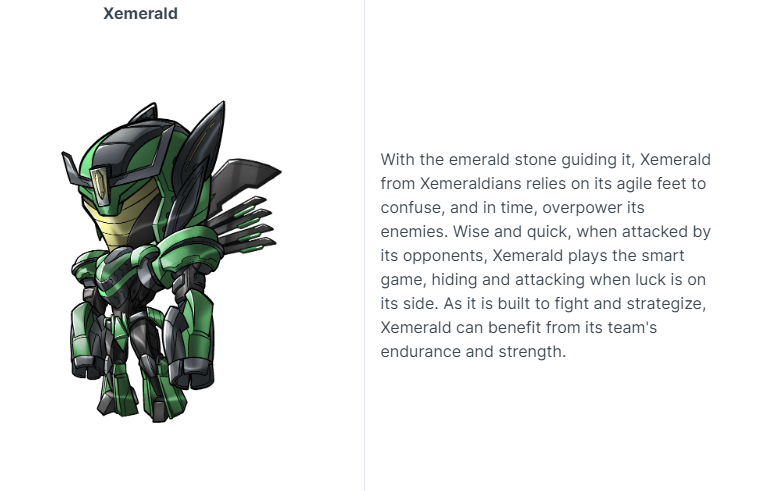 Xemerald
With the emerald stone guiding it, Xemerald
from Xemeraldians relies on its agile feet to
confuse, and in time, overpower its
enemies. Wise and quick, when attacked by
its opponents, Xemerald plays the smart
game, hiding and attacking when luck is on
its side. As it is built to fight and strategize,
Xemerald can benefit from its team's
endurance and strength.